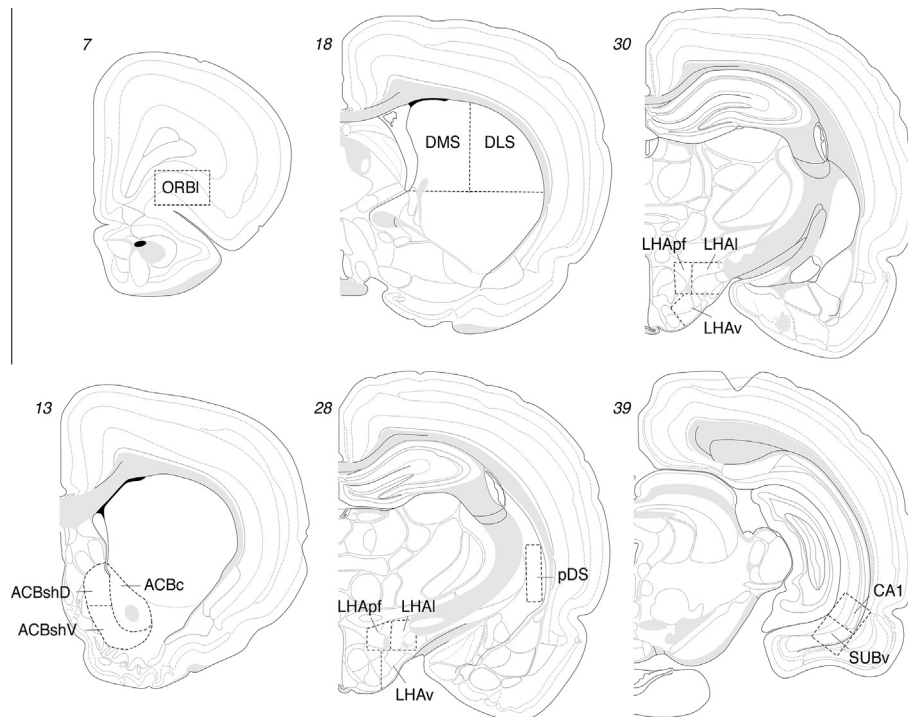 7
ORBl
18
DMS
DLS
30
LHApf
LHAl
LHAv
13
ACBshD
ACBc
ACBshV
28
pDS
LHApf
LHAl
LHAv
39
CA1
SUBv